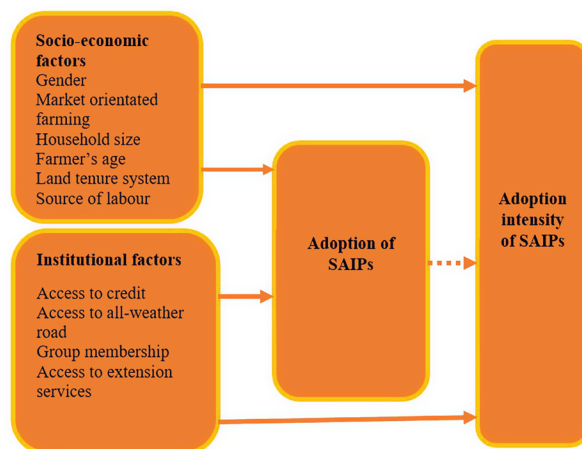 Socio-economic
factors
Gender
Market orientated
farming
Household size
Farmer's age
Land tenure system
Source of labour
Institutional factors
Access to credit
Access to all-weather
road
Group membership
Access to extension
services
Adoption of
SAIPs
Adoption
intensity
of SAIPs